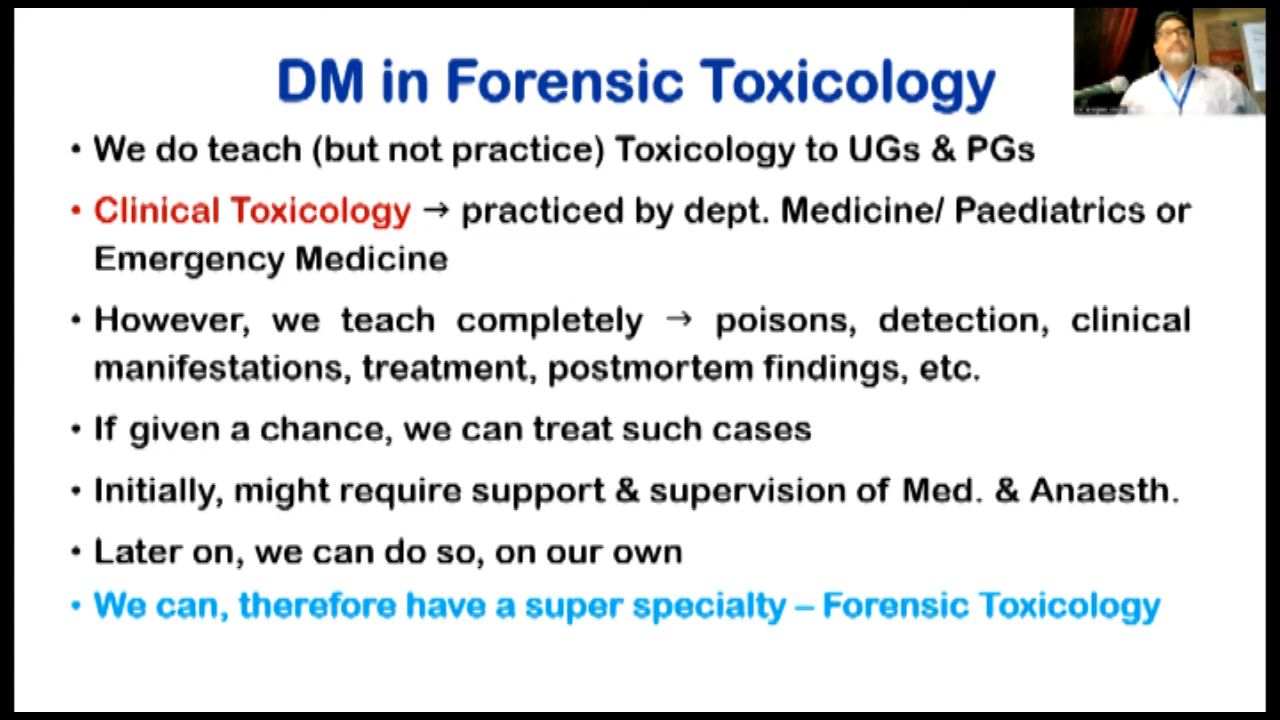 DM in Forensic Toxicology
• We do teach (but not practice) Toxicology to UGs & PGs
• Clinical Toxicology → practiced by dept. Medicine/ Paediatrics or
Emergency Medicine
• However, we teach completely → poisons, detection, clinical
manifestations, treatment, postmortem findings, etc.
• If given a chance, we can treat such cases
• Initially, might require support & supervision of Med. & Anaesth.
• Later on, we can do so, on our own
• We can, therefore have a super specialty – Forensic Toxicology